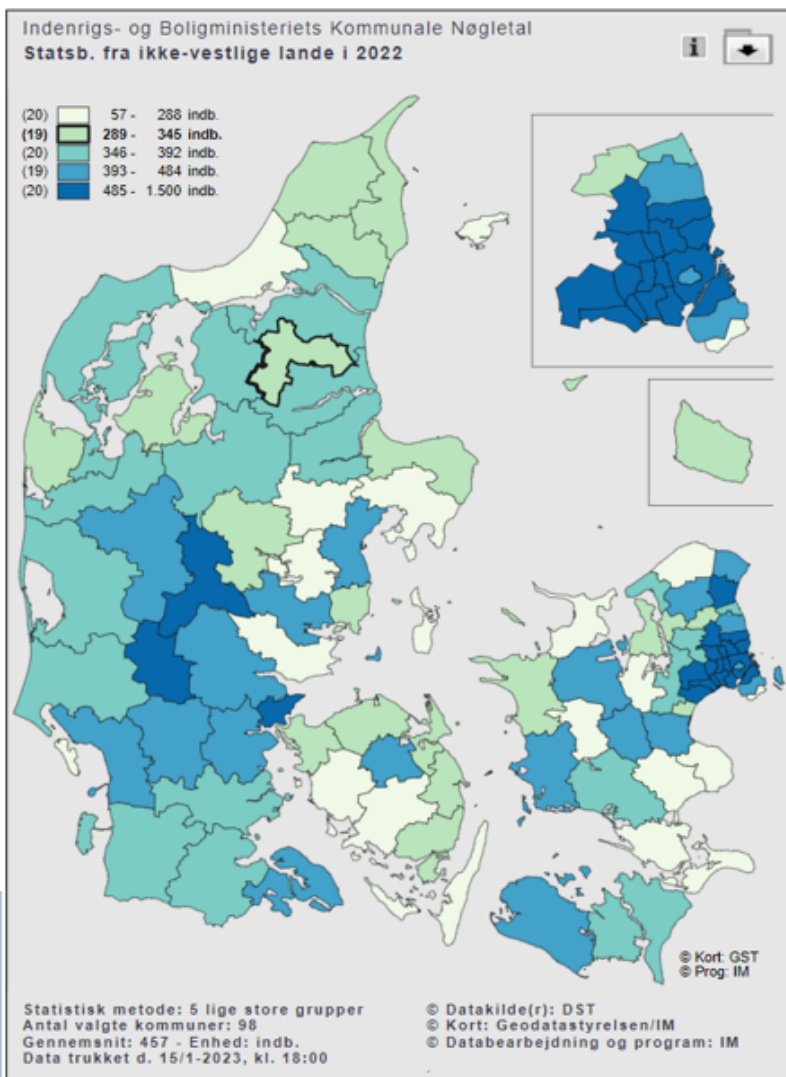 Indenrigs- og Boligministeriets Kommunale Nøgletal
Statsb. fra ikke-vestlige lande i 2022
i
(20) 57 - 288 indb.
(19) 289 - 345 indb.
(20) 346 - 392 indb.
(19) 393 - 484 indb.
(20) 485 - 1.500 indb.
© Kort: GST
© Prog: IM
Statistisk metode: 5 lige store grupper
Antal valgte kommuner: 98
Gennemsnit: 457 - Enhed: indb.
Data trukket d. 15/1-2023, kl. 18:00
© Datakilde(r): DST
© Kort: Geodatastyrelsen/IM
© Databearbejdning og program: IM